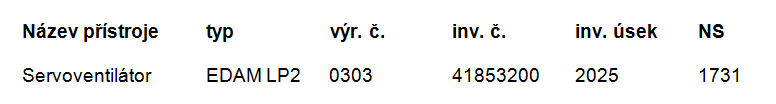 Název přístroje typ výr. č. inv. č. inv. úsek NS
Servoventilátor EDAM LP2 0303 41853200 2025 1731